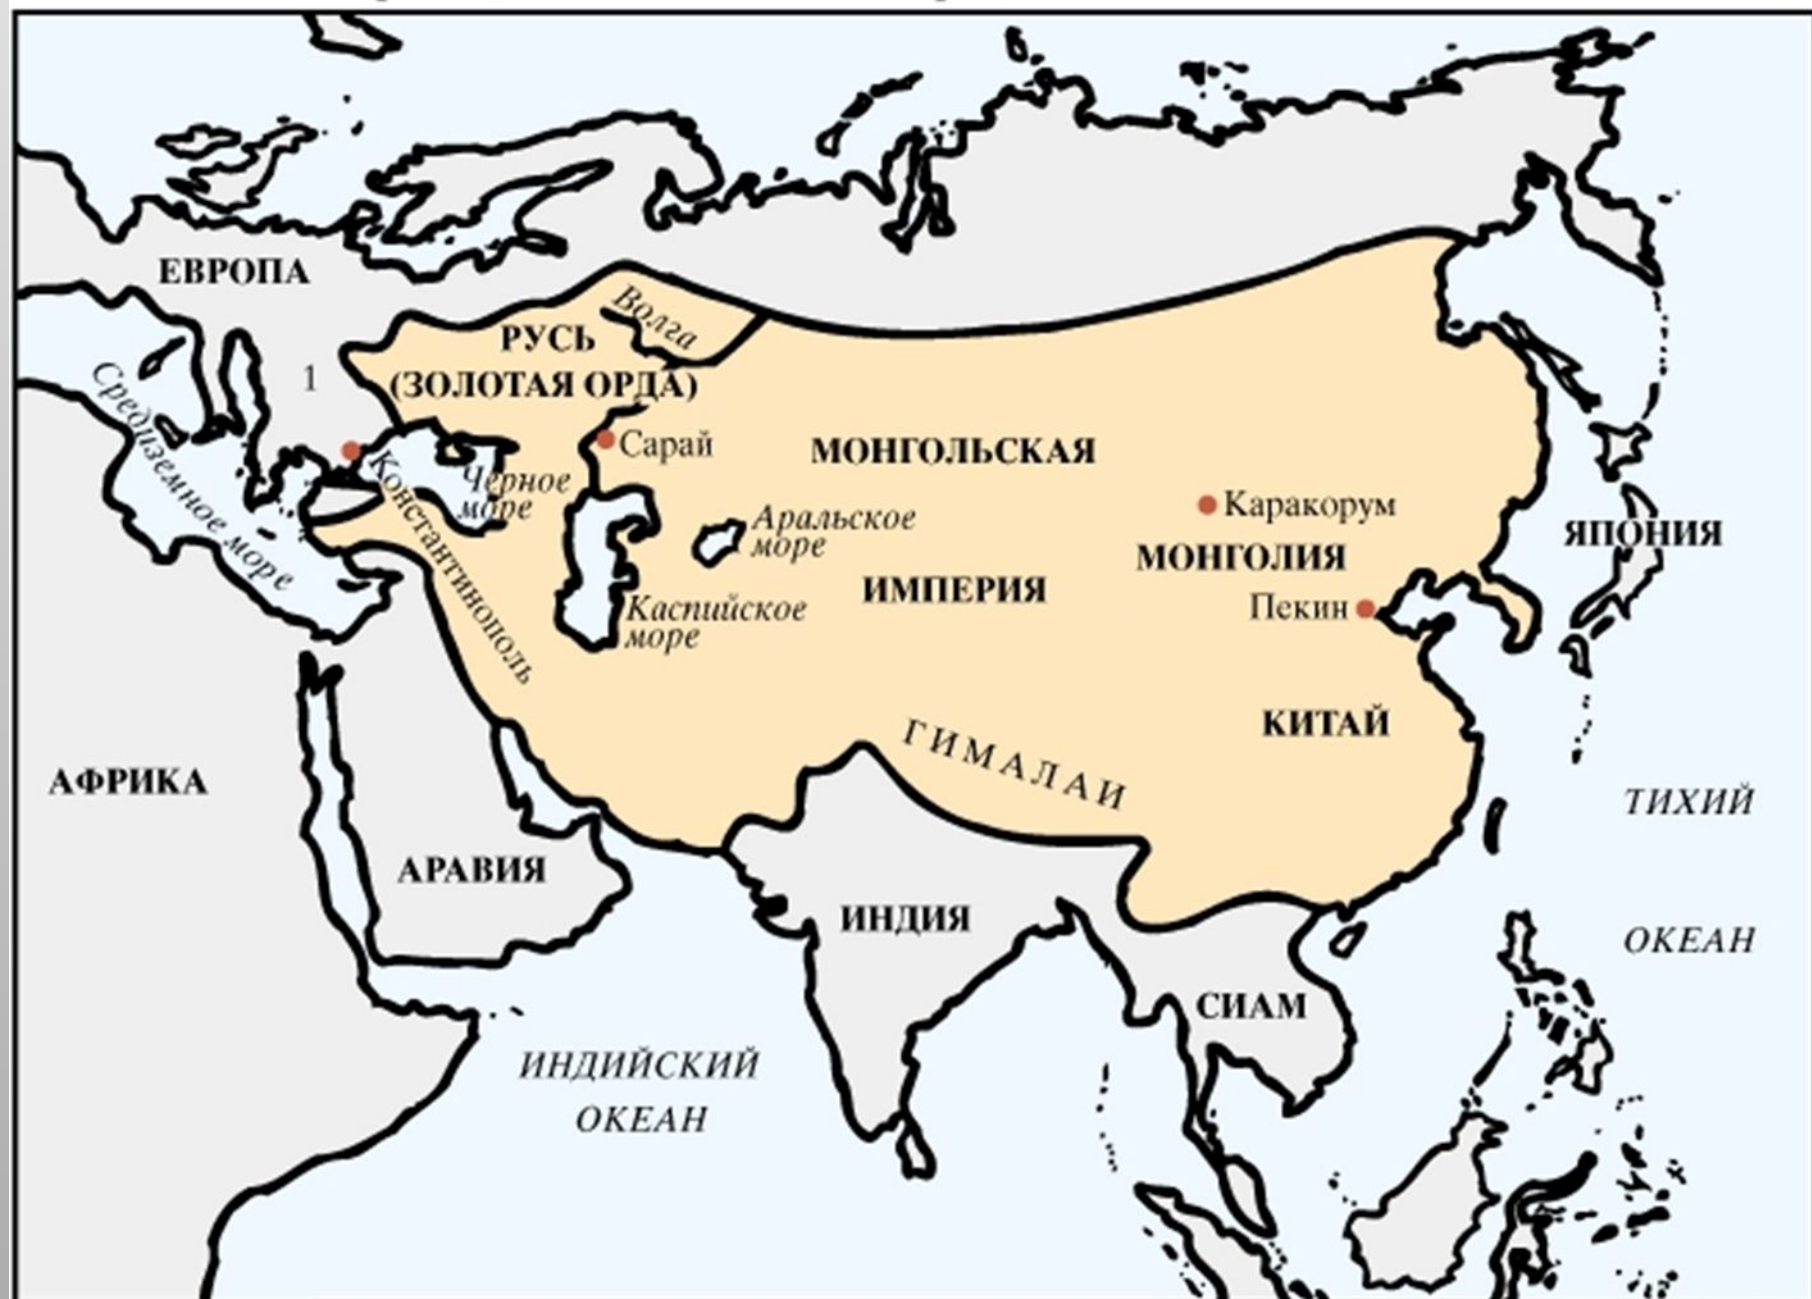 ЕВРОПА
Волга
РУСЬ
(ЗОЛОТАЯ ОРДА)
1
Средиземное море
Константинополь
Черное
море
Сарай
МОНГОЛЬСКАЯ
Аральское
море
Каракорум
МОНГОЛИЯ
ЯПОНИЯ
ИМПЕРИЯ
Каспийское
море
Пекин
ГИМАЛАИ
КИТАЙ
АФРИКА
ТИХИЙ
ОКЕАН
АРАВИЯ
ИНДИЯ
СИАМ
ИНДИЙСКИЙ
ОКЕАН